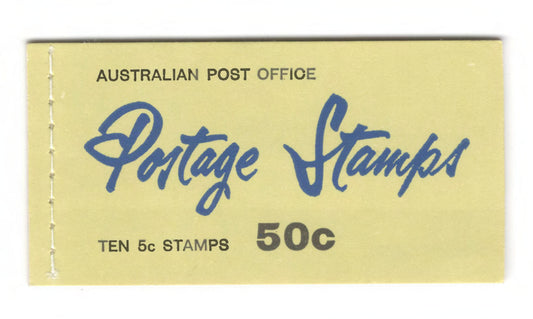 AUSTRALIAN POST OFFICE
Postage Stamps
TEN 5c STAMPS 50c